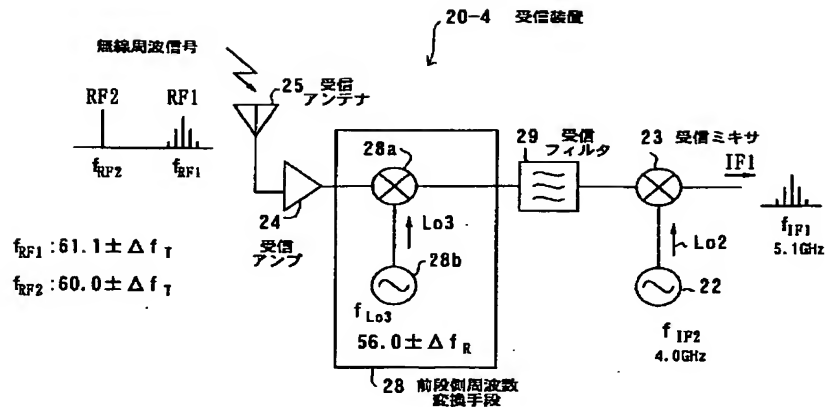 20-4 受信装置
無線周波信号
25 受信
アンテナ
RF2 RF1
f_RF2 f_RF1
24
受信
アンプ
28a
Lo3
28b
f_Lo3
56.0±Δf_R
28 前段側周波数
変換手段
29 受信
フィルタ
23 受信ミキサ
IF1
f_IF1
5.1GHz
Lo2
22
f_IF2
4.0GHz
f_RF1:61.1±Δf_T
f_RF2:60.0±Δf_T